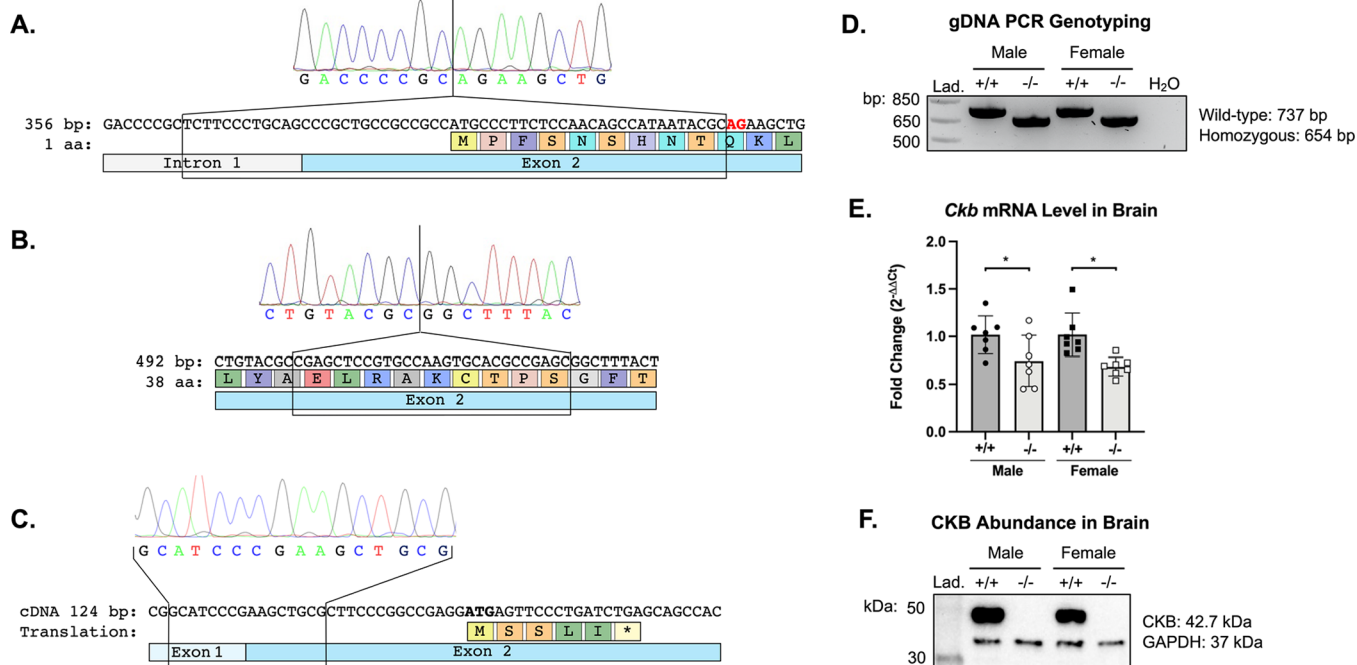 A.
G A C C C C G C A G A A G C T G
356 bp: GACCCCGCTCTTCCCTGCAGCCCGCTGCCGCCGCCATGCCCTTCTCCAACAGCCATAATACGCAGAAGCTG
1 aa: M P F S N S H N T Q K L
Intron 1 Exon 2
B.
C T G T A C G C G G C T T T A C
492 bp: CTGTACGCCGAGCTCCGTGCCAAGTGCACGCCGAGCGGCTTTACT
38 aa: L Y A E L R A K C T P S G F T
Exon 2
C.
G C A T C C C G A A G C T G C G
cDNA 124 bp: CGGCATCCCGAAGCTGCGCTTCCCGGCCGAGGATGAGTTCCCTGATCTGAGCAGCCAC
Translation: M S S L I *
Exon 1 Exon 2
D.
gDNA PCR Genotyping
Male Female
Lad. +/+ -/- +/+ -/- H2O
bp: 850
650
500
Wild-type: 737 bp
Homozygous: 654 bp
E.
Ckb mRNA Level in Brain
Fold Change (2-ΔΔCt)
2.0
1.5
1.0
0.5
0.0
* *
+/+ -/- +/+ -/-
Male Female
F.
CKB Abundance in Brain
Male Female
Lad. +/+ -/- +/+ -/-
kDa: 50
30
CKB: 42.7 kDa
GAPDH: 37 kDa